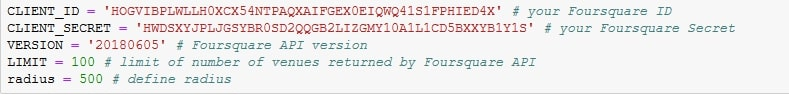 CLIENT_ID = 'HOGVIBPLWLLH0XCX54NTPAQXAIFGEX0EIQWQ41S1FPHIED4X' # your Foursquare ID
CLIENT_SECRET = 'HWDSXYJPLJGSYBR0SD2QQGB2LIZGMY10A1L1CD5BXXYB1Y1S' # your Foursquare Secret
VERSION = '20180605' # Foursquare API version
LIMIT = 100 # limit of number of venues returned by Foursquare API
radius = 500 # define radius